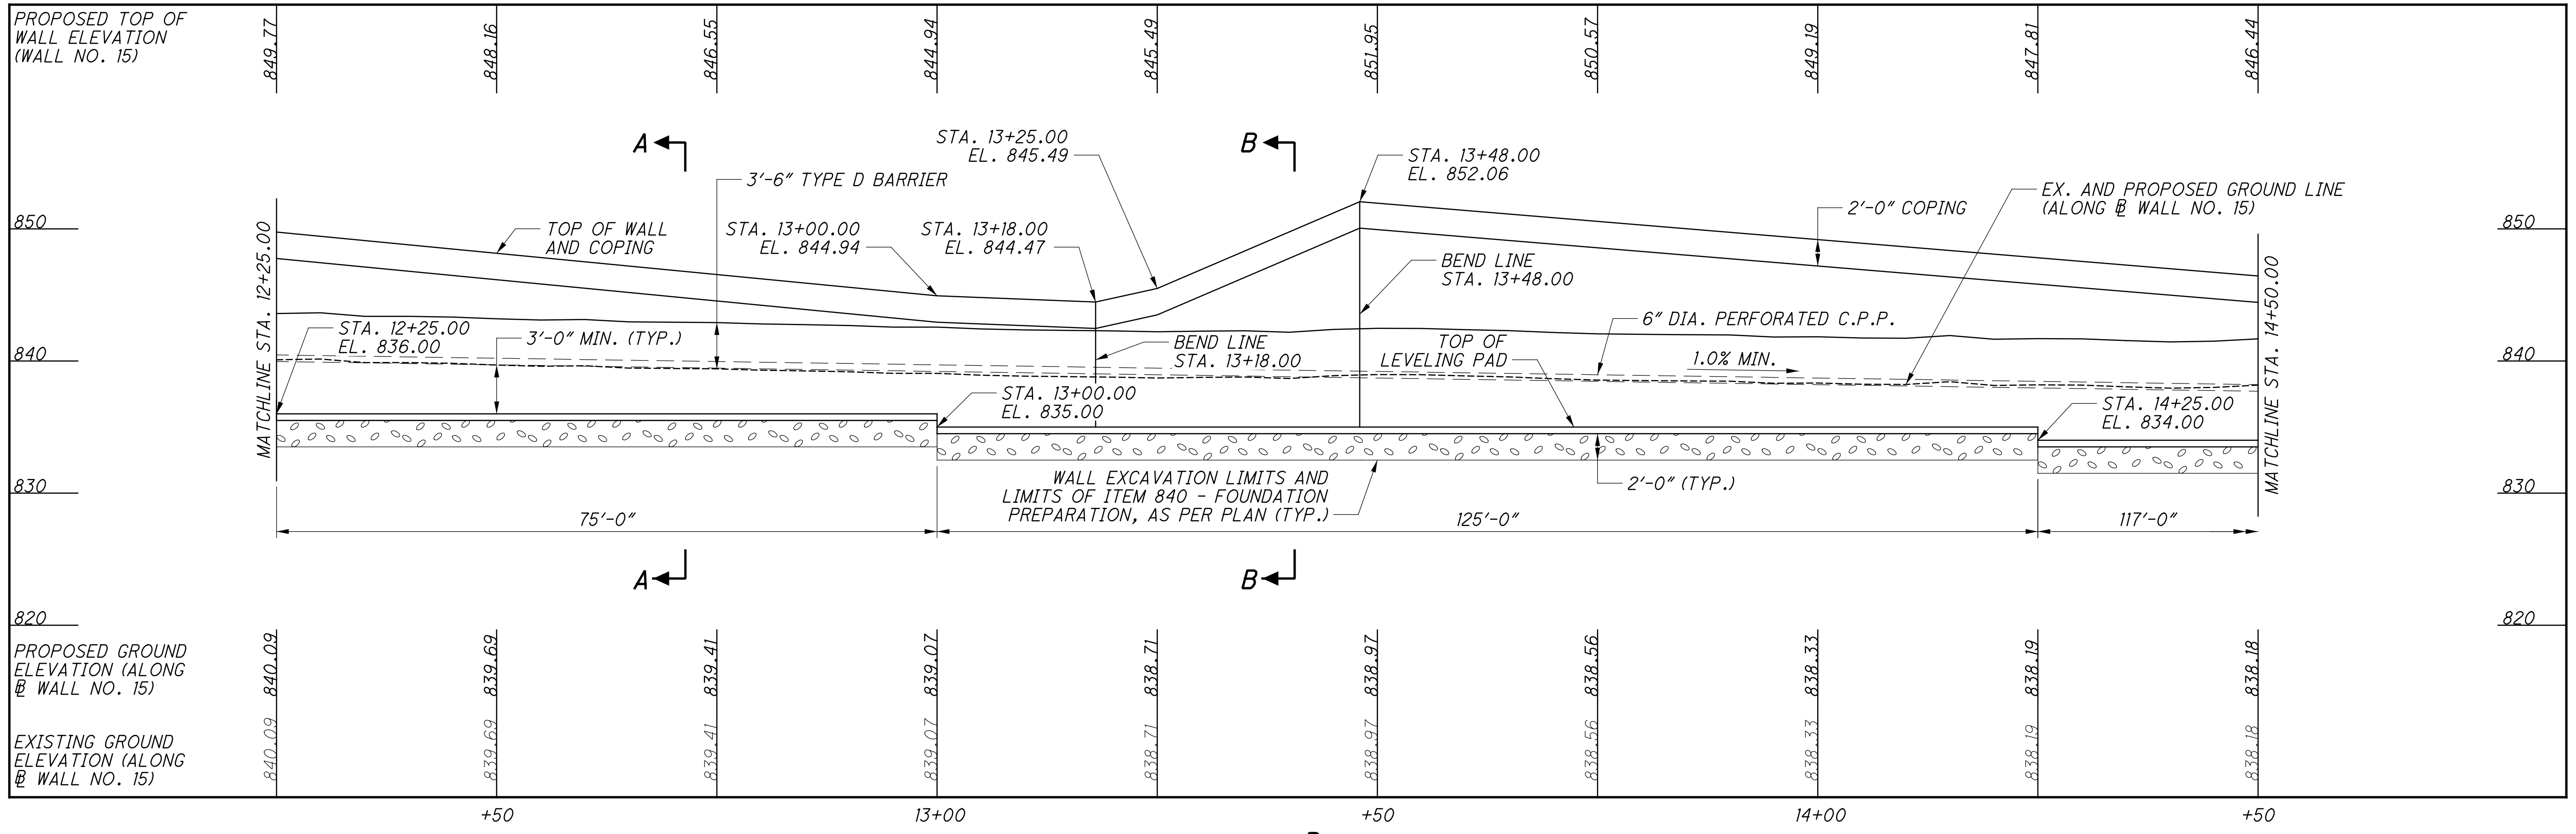 PROPOSED TOP OF
WALL ELEVATION
(WALL NO. 15)
849.77
848.16
846.55
844.94
845.49
851.95
850.57
849.19
847.81
846.44
A
B
STA. 13+25.00
EL. 845.49
STA. 13+48.00
EL. 852.06
3'-6" TYPE D BARRIER
EX. AND PROPOSED GROUND LINE
(ALONG ℄ WALL NO. 15)
2'-0" COPING
850
TOP OF WALL
AND COPING
STA. 13+00.00
EL. 844.94
STA. 13+18.00
EL. 844.47
850
MATCHLINE STA. 12+25.00
BEND LINE
STA. 13+48.00
MATCHLINE STA. 14+50.00
STA. 12+25.00
EL. 836.00
3'-0" MIN. (TYP.)
BEND LINE
STA. 13+18.00
TOP OF
LEVELING PAD
6" DIA. PERFORATED C.P.P.
1.0% MIN.
840
840
STA. 13+00.00
EL. 835.00
STA. 14+25.00
EL. 834.00
WALL EXCAVATION LIMITS AND
LIMITS OF ITEM 840 - FOUNDATION
PREPARATION, AS PER PLAN (TYP.)
2'-0" (TYP.)
830
830
75'-0"
125'-0"
117'-0"
A
B
820
820
PROPOSED GROUND
ELEVATION (ALONG
℄ WALL NO. 15)
840.09
839.69
839.41
839.07
838.71
838.97
838.56
838.33
838.19
838.18
EXISTING GROUND
ELEVATION (ALONG
℄ WALL NO. 15)
840.09
839.69
839.41
839.07
838.71
838.97
838.56
838.33
838.19
838.18
+50
13+00
+50
14+00
+50